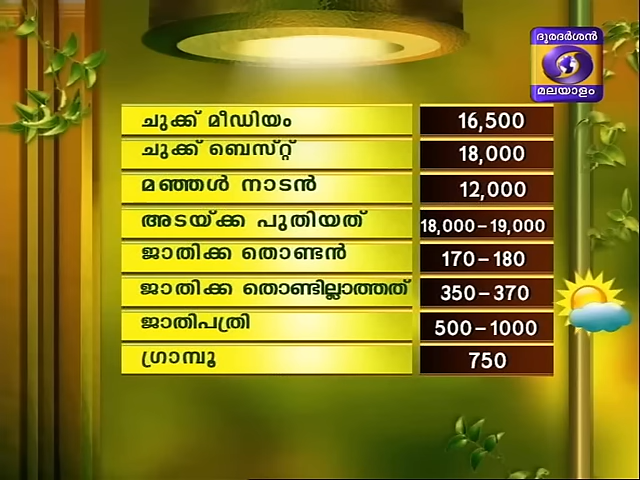 ദൂരദർശൻ
മലയാളം
ചുക്ക് മീഡിയം 16,500
ചുക്ക് ബെസ്റ്റ് 18,000
മഞ്ഞൾ നാടൻ 12,000
അടയ്ക്ക പുതിയത് 18,000–19,000
ജാതിക്ക തൊണ്ടൻ 170–180
ജാതിക്ക തൊണ്ടില്ലാത്തത് 350–370
ജാതിപത്രി 500–1000
ഗ്രാമ്പൂ 750